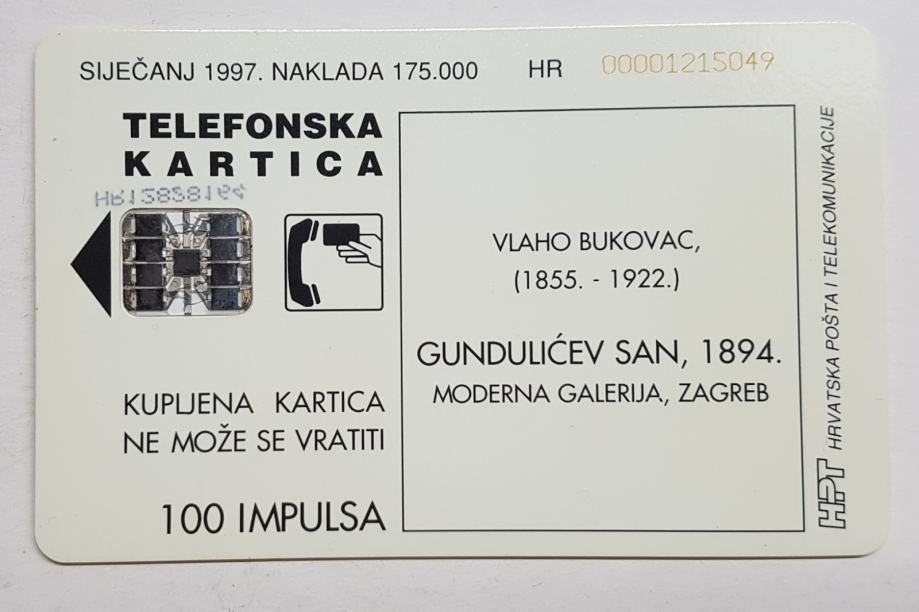 SIJEČANJ 1997. NAKLADA 175.000 HR 00001215049
TELEFONSKA
KARTICA
HR12828164
KUPLJENA KARTICA
NE MOŽE SE VRATITI
100 IMPULSA
VLAHO BUKOVAC,
(1855. - 1922.)
GUNDULIĆEV SAN, 1894.
MODERNA GALERIJA, ZAGREB
HPT HRVATSKA POŠTA I TELEKOMUNIKACIJE